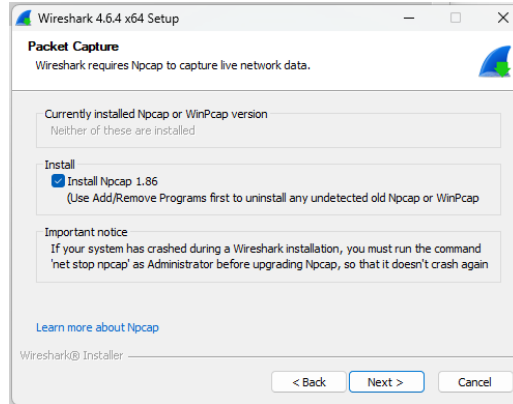 Wireshark 4.6.4 x64 Setup
Packet Capture
Wireshark requires Npcap to capture live network data.
Currently installed Npcap or WinPcap version
Neither of these are installed
Install
Install Npcap 1.86
(Use Add/Remove Programs first to uninstall any undetected old Npcap or WinPcap
Important notice
If your system has crashed during a Wireshark installation, you must run the command
'net stop npcap' as Administrator before upgrading Npcap, so that it doesn't crash again
Learn more about Npcap
Wireshark® Installer
< Back
Next >
Cancel